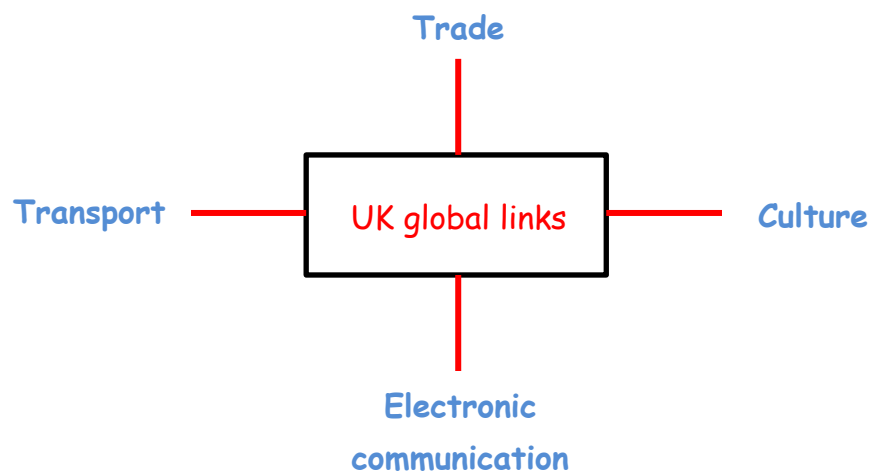 Trade
Transport
UK global links
Culture
Electronic
communication